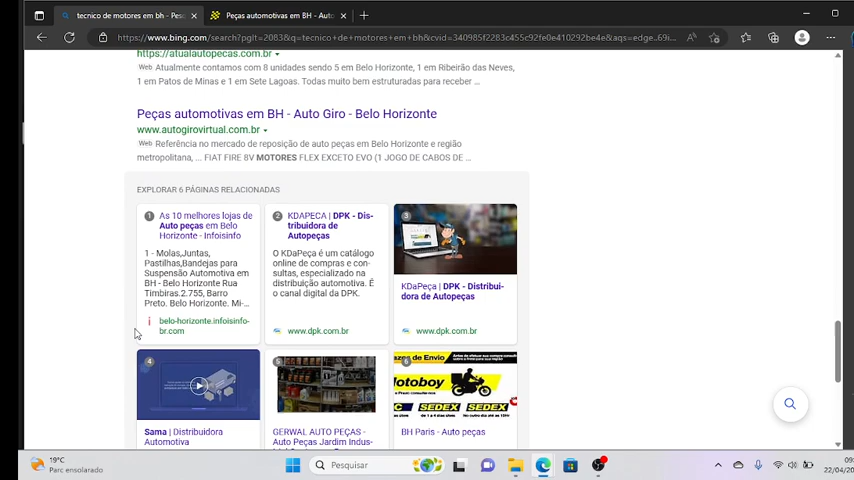 tecnico de motores em bh - Pes
Peças automotivas em BH - Auto
https://www.bing.com/search?pglt=2083&q=tecnico+de+motores+em+bh&cvid=340985f2283c455c92fe0e410292be4e&aqs=edge..69i
https://atualautopecas.com.br
Web Atualmente contamos com 8 unidades sendo 5 em Belo Horizonte, 1 em Ribeirão das Neves,
1 em Patos de Minas e 1 em Sete Lagoas. Todas muito bem estruturadas para receber ...
Peças automotivas em BH - Auto Giro - Belo Horizonte
www.autogirovirtual.com.br
Web Referência no mercado de reposição de auto peças em Belo Horizonte e região
metropolitana, ... FIAT FIRE 8V MOTORES FLEX EXCETO EVO (1 JOGO DE CABOS DE ...
EXPLORAR 6 PÁGINAS RELACIONADAS
1 As 10 melhores lojas de
Auto peças em Belo
Horizonte - Infoisinfo
1 - Molas,Juntas,
Pastilhas,Bandejas para
Suspensão Automotiva em
BH - Belo Horizonte Rua
Timbiras.2.755, Barro
Preto. Belo Horizonte. Mi-...
belo-horizonte.infoisinfo-
br.com
2 KDAPECA | DPK - Dis-
tribuidora de
Autopeças
O KDaPeça é um catálogo
online de compras e con-
sultas, especializado na
distribuição automotiva. É
o canal digital da DPK.
www.dpk.com.br
3
KDaPeça | DPK - Distribui-
dora de Autopeças
www.dpk.com.br
4
Sama | Distribuidora
Automotiva
5
GERWAL AUTO PEÇAS -
Auto Peças Jardim Indus-
6
azes de Envio
otoboy
SEDEX
SEDEX
BH Paris - Auto peças
19°C
Parc ensolarado
Pesquisar
09:
22/04/20